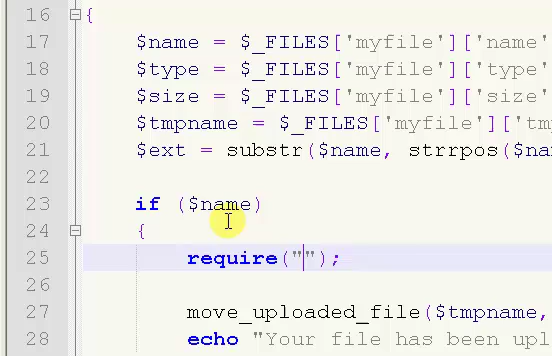 16 {
17 $name = $_FILES['myfile']['name'
18 $type = $_FILES['myfile']['type'
19 $size = $_FILES['myfile']['size'
20 $tmpname = $_FILES['myfile']['tm
21 $ext = substr($name, strrpos($na
22
23 if ($name)
24 {
25 require("");
26
27 move_uploaded_file($tmpname,
28 echo "Your file has been upl